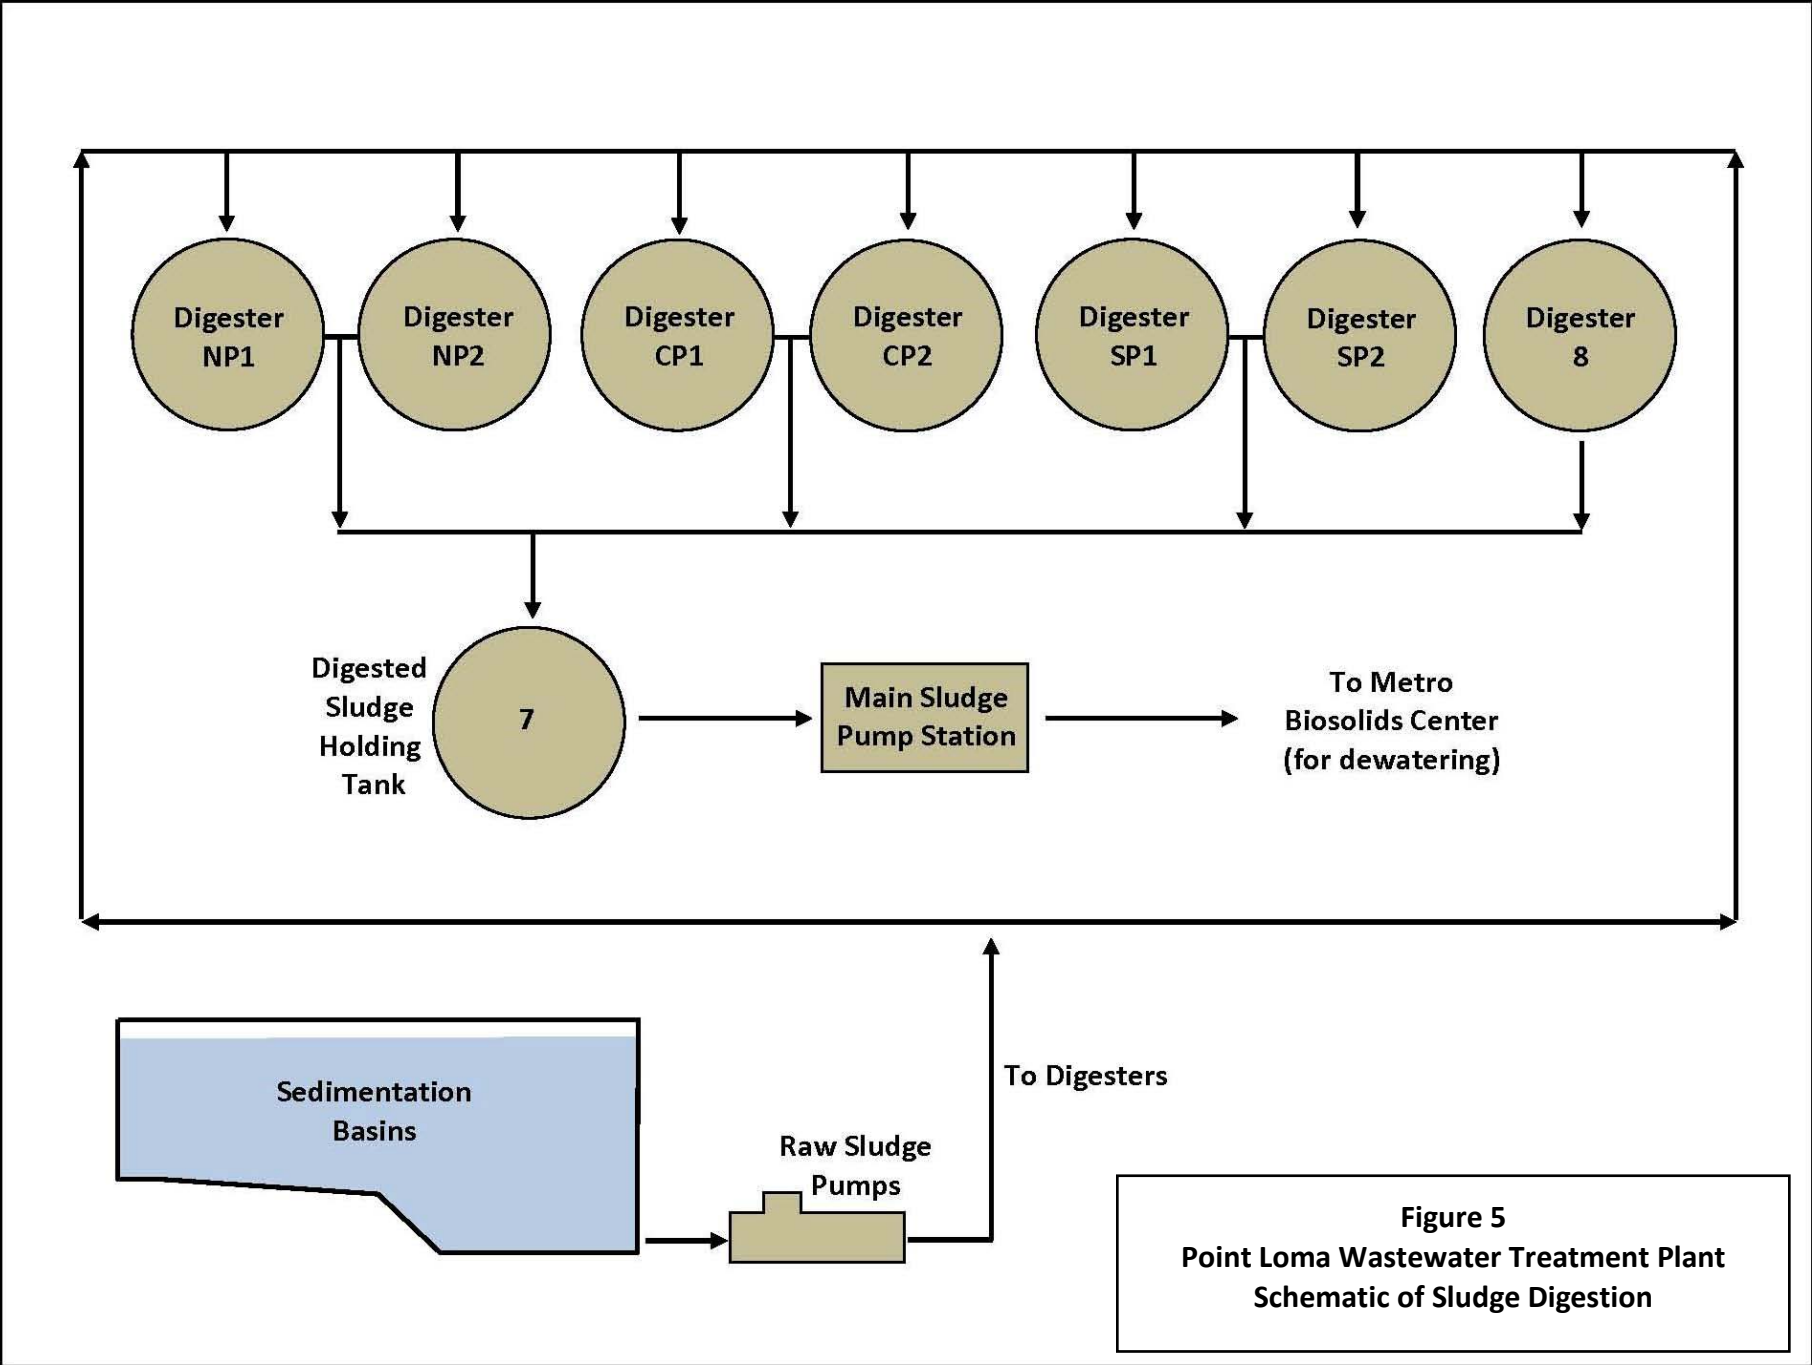 Digester
NP1
Digester
NP2
Digester
CP1
Digester
CP2
Digester
SP1
Digester
SP2
Digester
8
Digested
Sludge
Holding
Tank
7
Main Sludge
Pump Station
To Metro
Biosolids Center
(for dewatering)
Sedimentation
Basins
Raw Sludge
Pumps
To Digesters
Figure 5
Point Loma Wastewater Treatment Plant
Schematic of Sludge Digestion